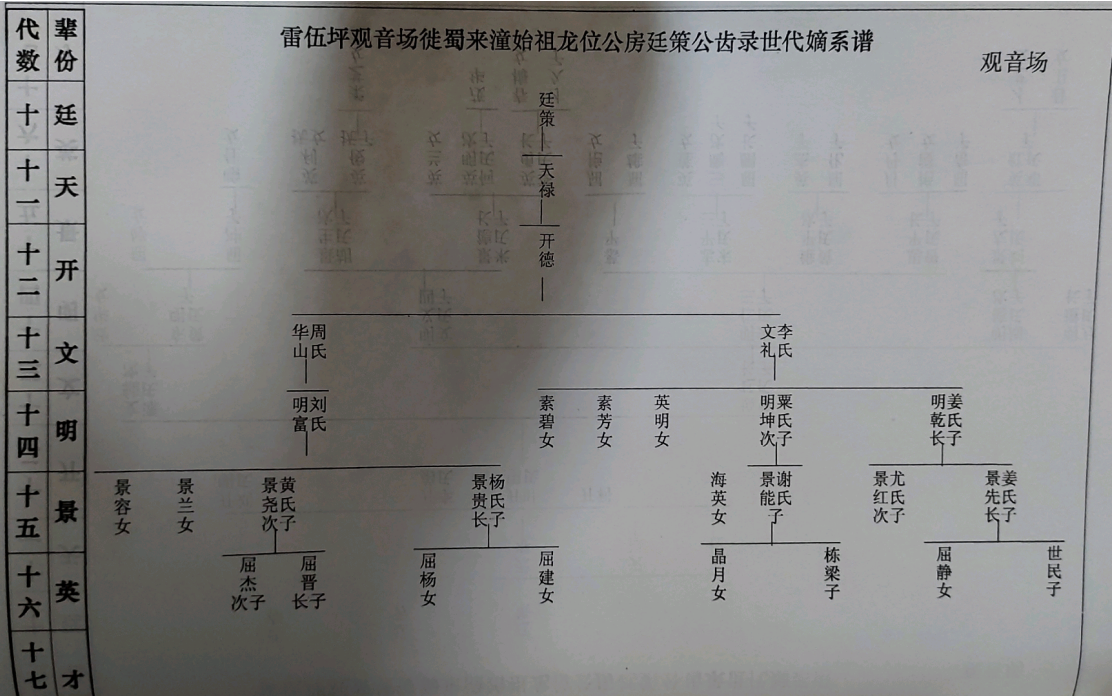 雷伍坪观音场徙蜀来潼始祖龙位公房廷策公齿录世代嫡系谱
观音场
代数 辈份
十 廷
廷策
十一 天
天禄
十二 开
开德
十三 文
华山 周氏
文礼 李氏
十四 明
明富 刘氏
素碧女
素芳女
英明女
明坤次子 粟氏
明乾长子 姜氏
十五 景
景容女
景兰女
景尧次子 黄氏
景贵长子 杨氏
海英女
景能子 谢氏
景红次子 尤氏
景先长子 姜氏
十六 英
屈杰次子
屈晋长子
屈杨女
屈建女
晶月女
栋梁子
屈静女
世民子
十七 才